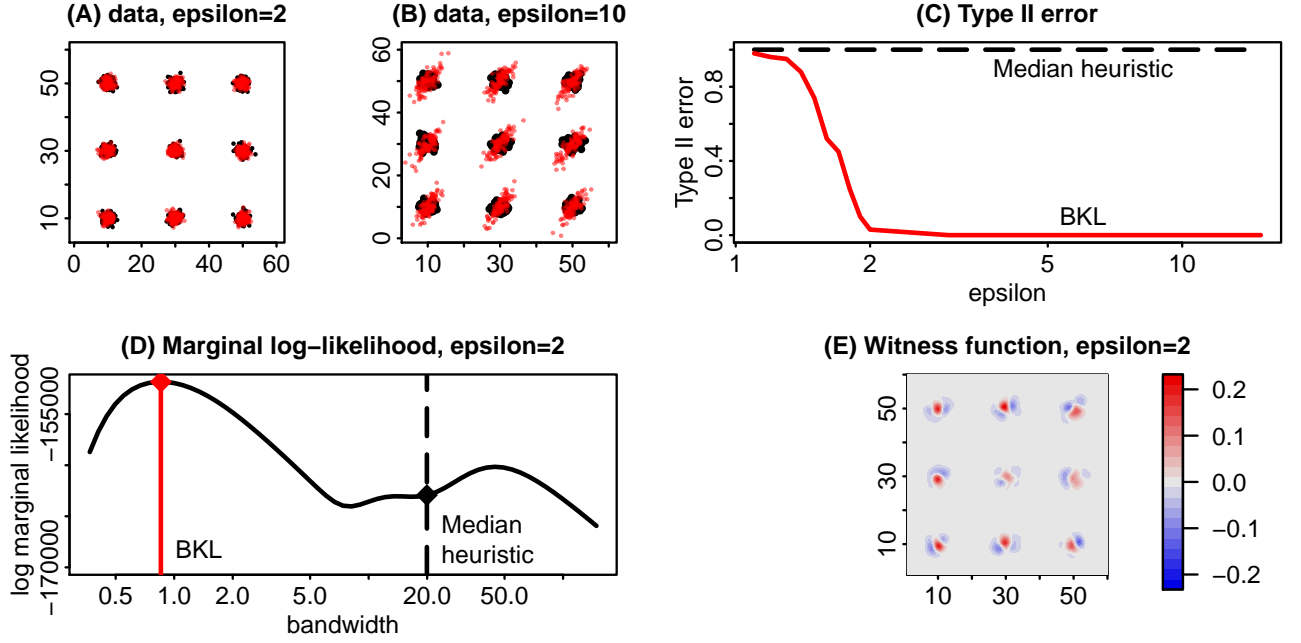 (A) data, epsilon=2
50
30
10
0 20 40 60
(B) data, epsilon=10
60
40
20
0
10 30 50
(C) Type II error
Type II error
0.8
0.4
0.0
Median heuristic
BKL
1 2 5 10
epsilon
(D) Marginal log−likelihood, epsilon=2
log marginal likelihood
−155000
−170000
BKL
Median
heuristic
0.5 1.0 2.0 5.0 20.0 50.0
bandwidth
(E) Witness function, epsilon=2
50
30
10
10 30 50
0.2
0.1
0.0
−0.1
−0.2